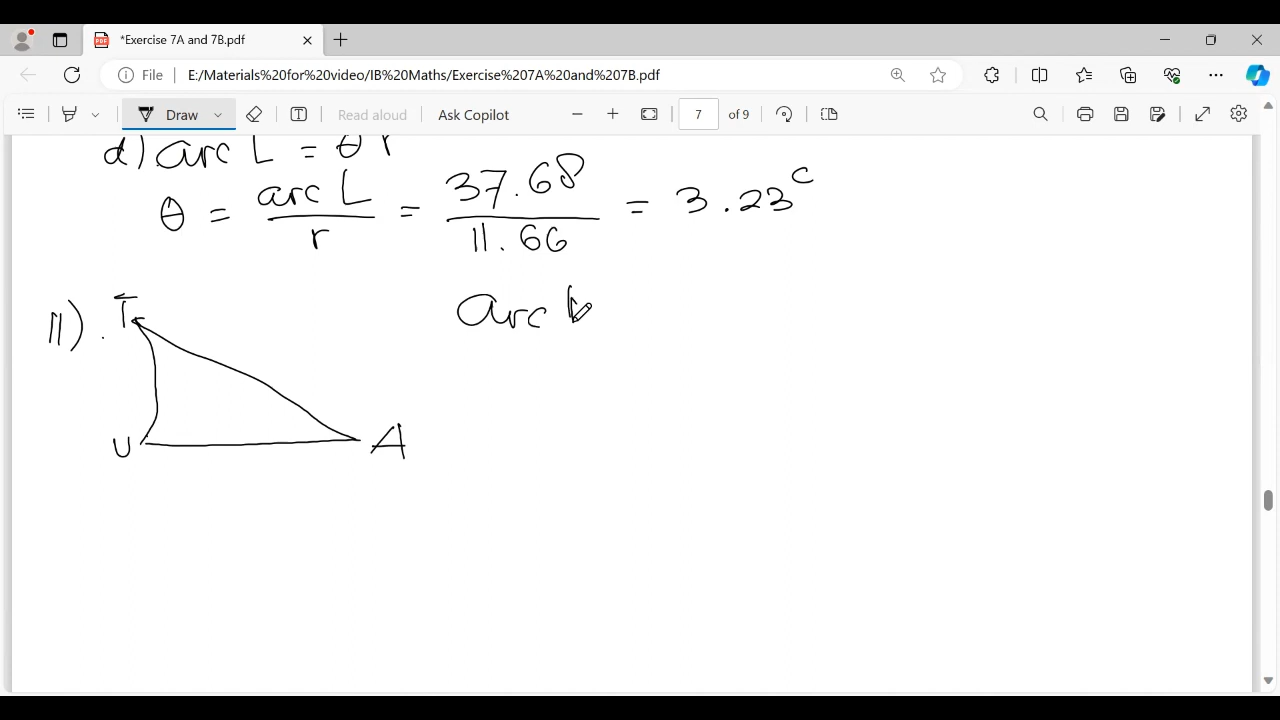 *Exercise 7A and 7B.pdf
File E:/Materials%20for%20video/IB%20Maths/Exercise%207A%20and%207B.pdf
Draw Read aloud Ask Copilot 7 of 9
d) arc L = θ r
θ = arc L / r = 37.68 / 11.66 = 3.23ᶜ
11). T arc
U A